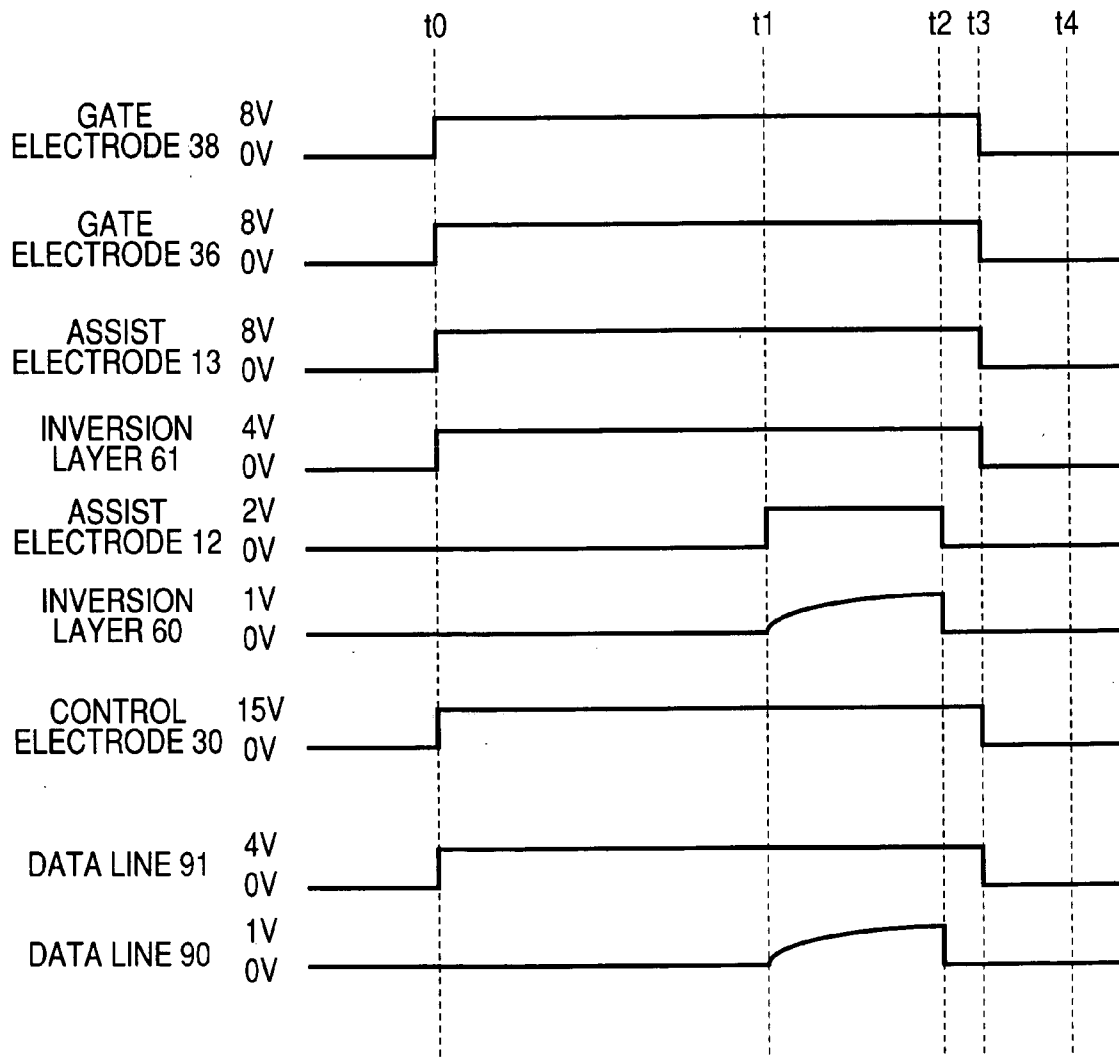 t0 t1 t2 t3 t4
GATE 8V
ELECTRODE 38 0V
GATE 8V
ELECTRODE 36 0V
ASSIST 8V
ELECTRODE 13 0V
INVERSION 4V
LAYER 61 0V
ASSIST 2V
ELECTRODE 12 0V
INVERSION 1V
LAYER 60 0V
CONTROL 15V
ELECTRODE 30 0V
4V
DATA LINE 91
0V
1V
DATA LINE 90
0V